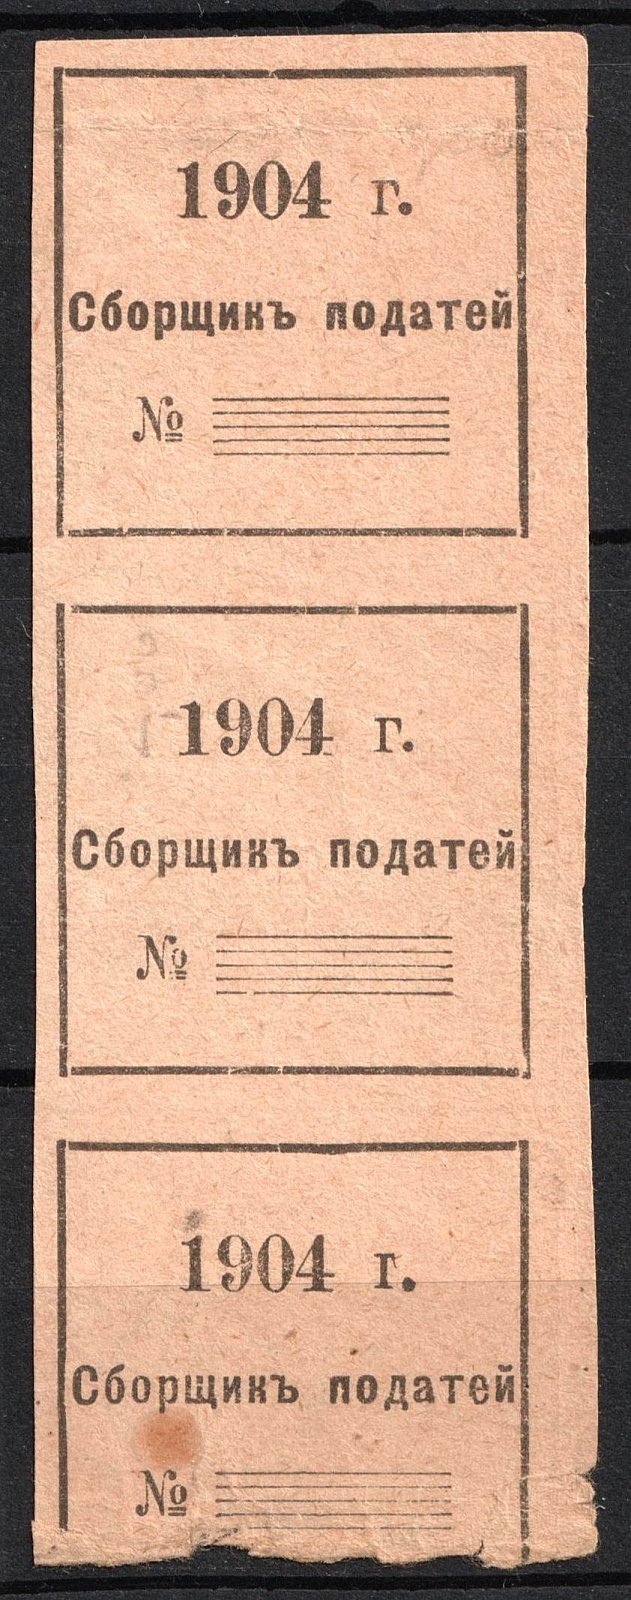 1904 г.
Сборщикъ податей
№
1904 г.
Сборщикъ податей
№
1904 г.
Сборщикъ податей
№